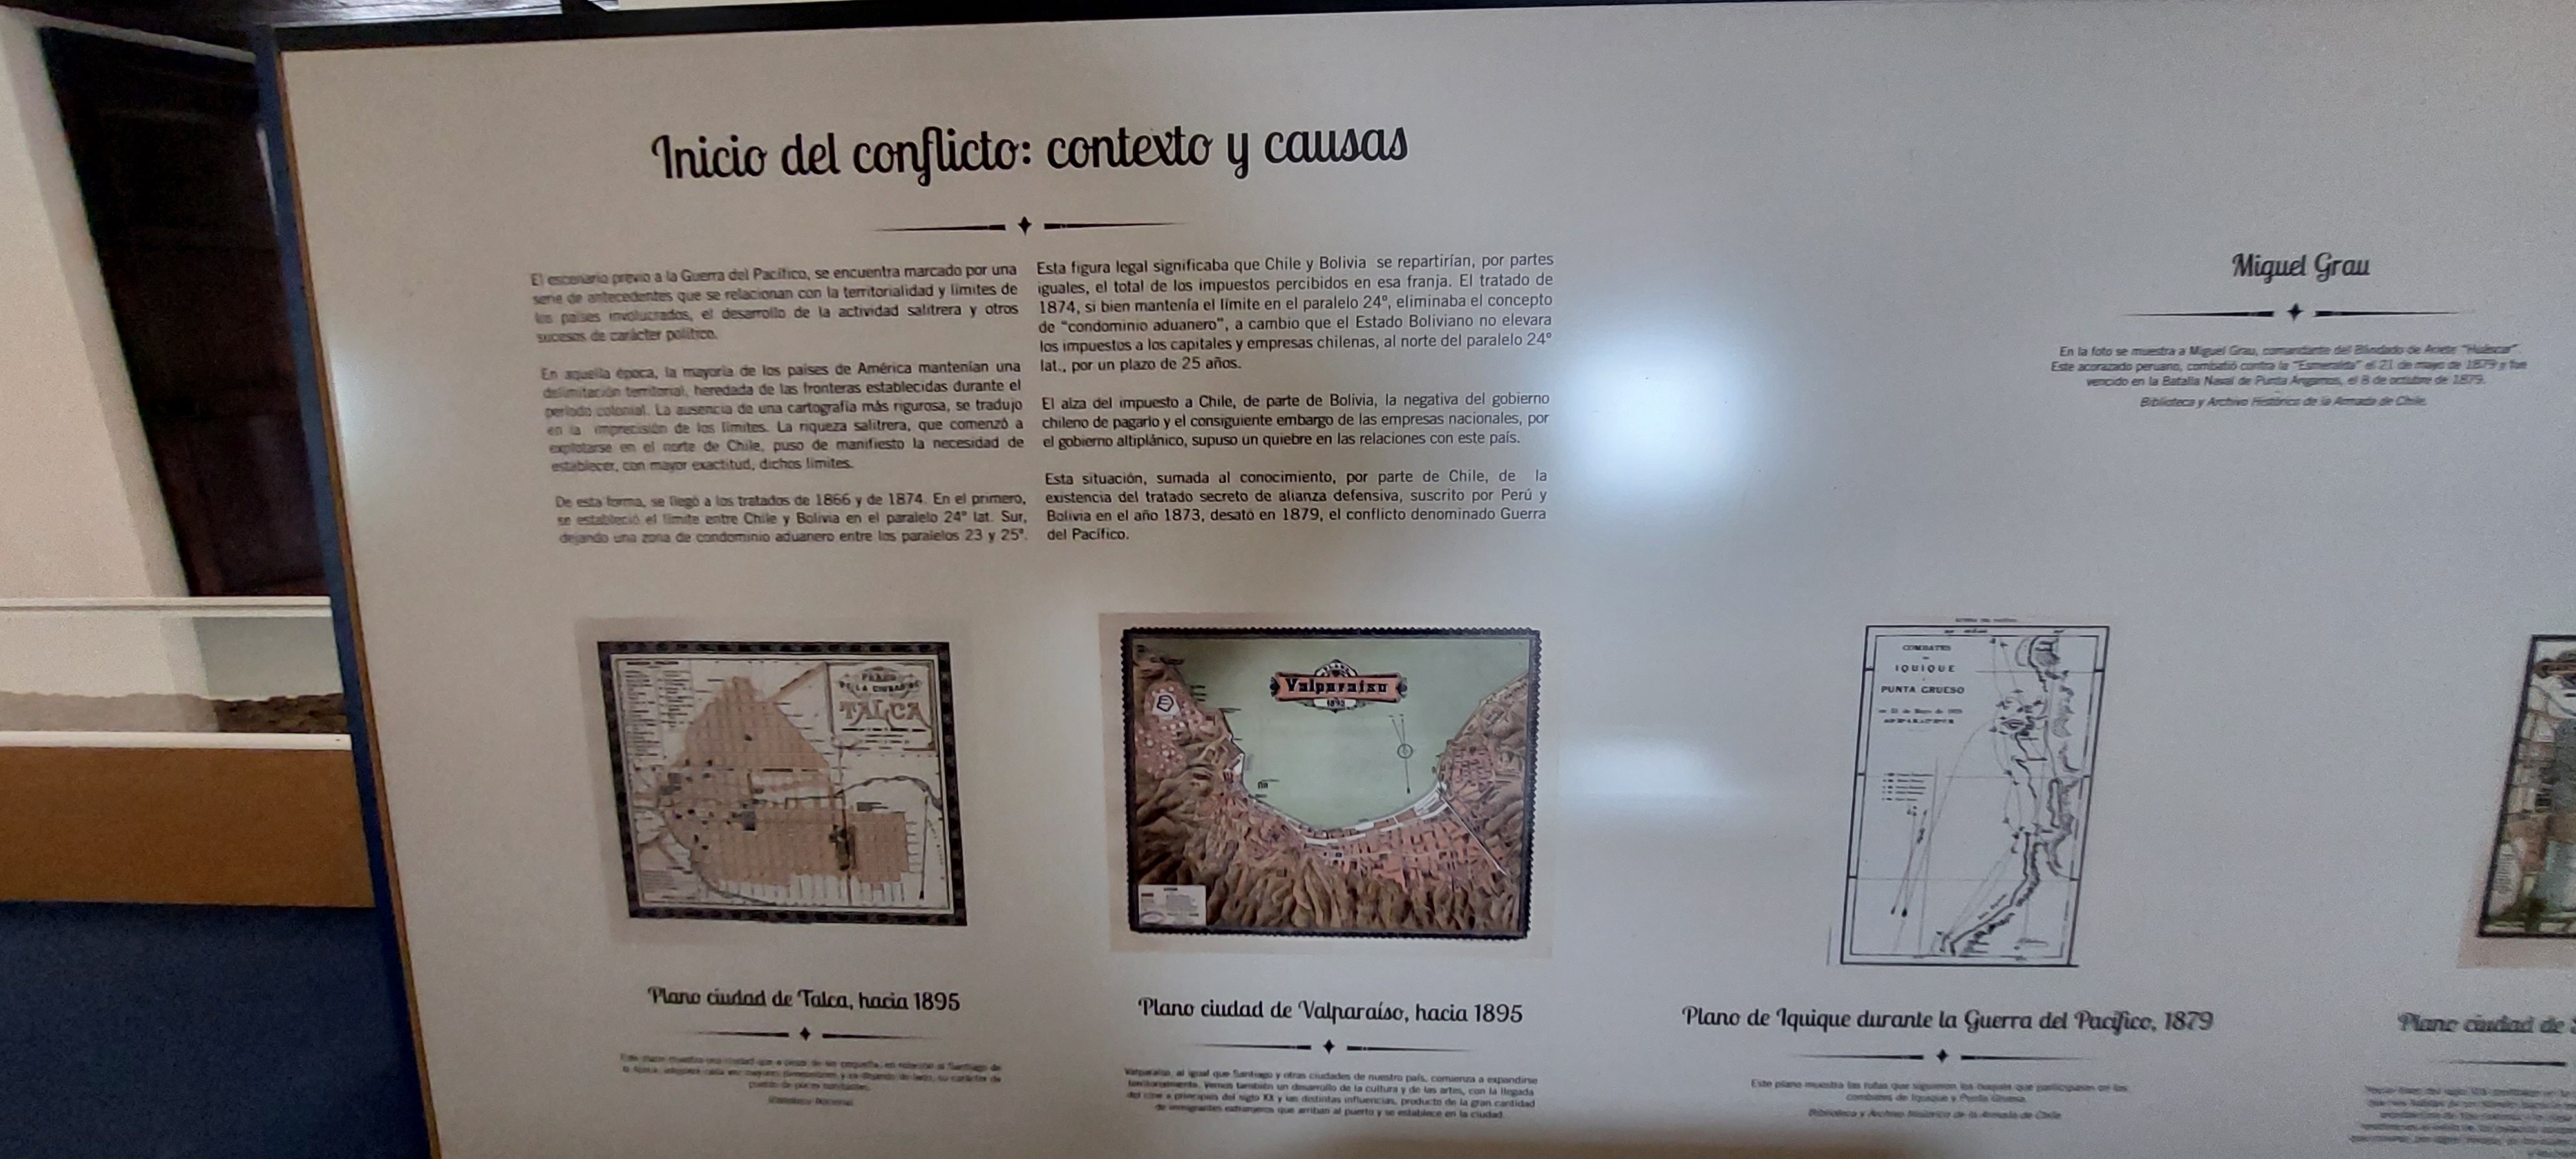 Inicio del conflicto: contexto y causas
El escenario previo a la Guerra del Pacífico, se encuentra marcado por una
serie de antecedentes que se relacionan con la territorialidad y límites de
los países involucrados, el desarrollo de la actividad salitrera y otros
sucesos de carácter político.
En aquella época, la mayoría de los países de América mantenían una
delimitación territorial, heredada de las fronteras establecidas durante el
período colonial. La ausencia de una cartografía más rigurosa, se tradujo
en la imprecisión de los límites. La riqueza salitrera, que comenzó a
explotarse en el norte de Chile, puso de manifiesto la necesidad de
establecer, con mayor exactitud, dichos límites.
De esta forma, se llegó a los tratados de 1866 y de 1874. En el primero,
se estableció el límite entre Chile y Bolivia en el paralelo 24° lat. Sur,
dejando una zona de condominio aduanero entre los paralelos 23 y 25°.
Esta figura legal significaba que Chile y Bolivia se repartirían, por partes
iguales, el total de los impuestos percibidos en esa franja. El tratado de
1874, si bien mantenía el límite en el paralelo 24°, eliminaba el concepto
de "condominio aduanero", a cambio que el Estado Boliviano no elevara
los impuestos a los capitales y empresas chilenas, al norte del paralelo 24°
lat., por un plazo de 25 años.
El alza del impuesto a Chile, de parte de Bolivia, la negativa del gobierno
chileno de pagarlo y el consiguiente embargo de las empresas nacionales, por
el gobierno altiplánico, supuso un quiebre en las relaciones con este país.
Esta situación, sumada al conocimiento, por parte de Chile, de la
existencia del tratado secreto de alianza defensiva, suscrito por Perú y
Bolivia en el año 1873, desató en 1879, el conflicto denominado Guerra
del Pacífico.
Miguel Grau
En la foto se muestra a Miguel Grau, comandante del Blindado de Ariete "Huáscar".
Este acorazado peruano, combatió contra la "Esmeralda" el 21 de mayo de 1879 y fue
vencido en la Batalla Naval de Punta Angamos, el 8 de octubre de 1879.
Biblioteca y Archivo Histórico de la Armada de Chile.
PLANO
DE LA CIUDAD DE
TALCA
Plano ciudad de Talca, hacia 1895
Biblioteca Nacional
Valparaiso
Plano ciudad de Valparaíso, hacia 1895
Valparaíso, al igual que Santiago y otras ciudades de nuestro país, comienza a expandirse
territorialmente. Vemos también un desarrollo de la cultura y de las artes, con la llegada
del cine a principios del siglo XX y las distintas influencias, producto de la gran cantidad
de inmigrantes extranjeros que arriban al puerto y se establece en la ciudad.
COMBATES
IQUIQUE
PUNTA GRUESO
Plano de Iquique durante la Guerra del Pacífico, 1879
Este plano muestra las rutas que siguieron los buques que participaron en los
combates de Iquique y Punta Gruesa.
Biblioteca y Archivo Histórico de la Armada de Chile
Plano ciudad de